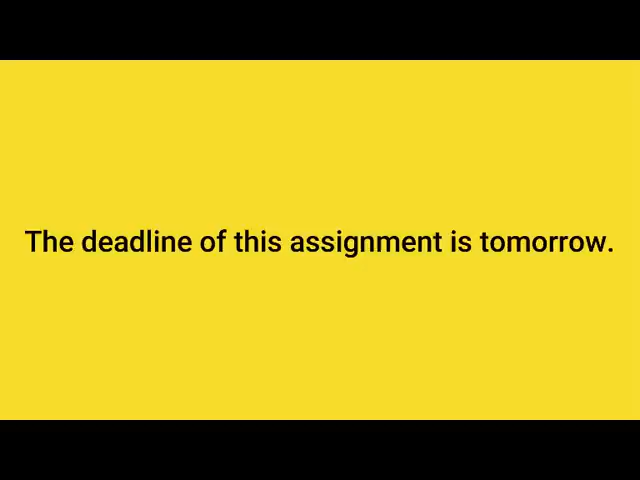 The deadline of this assignment is tomorrow.